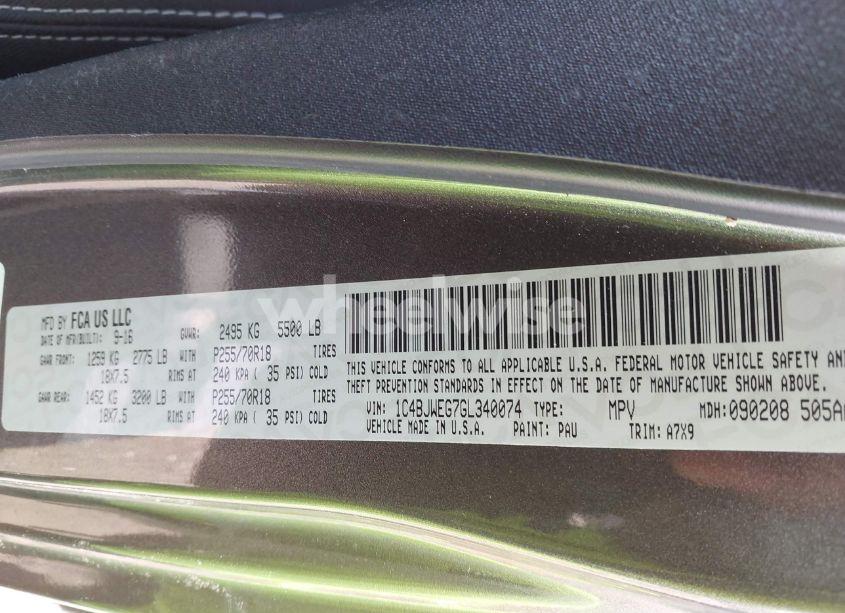 MFD BY FCA US LLC
DATE OF MFR(BUILT): 9-16 GVWR: 2495 KG 5500 LB
GAWR FRONT: 1259 KG 2775 LB WITH P255/70R18 TIRES
18X7.5 RIMS AT 240 KPA ( 35 PSI) COLD
GAWR REAR: 1452 KG 3200 LB WITH P255/70R18 TIRES
18X7.5 RIMS AT 240 KPA ( 35 PSI) COLD
THIS VEHICLE CONFORMS TO ALL APPLICABLE U.S.A. FEDERAL MOTOR VEHICLE SAFETY AND
THEFT PREVENTION STANDARDS IN EFFECT ON THE DATE OF MANUFACTURE SHOWN ABOVE.
VIN: 1C4BJWEG7GL340074 TYPE: MPV MDH:090208 505A
VEHICLE MADE IN U.S.A. PAINT: PAU TRIM: A7X9
wheelwise